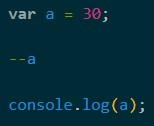 var a = 30;
--a
console.log(a);